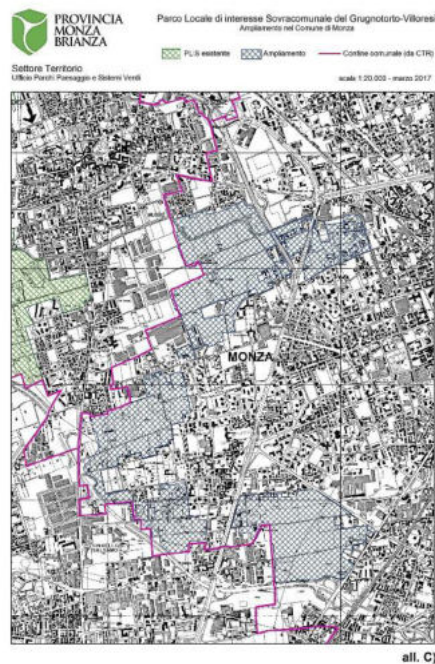 PROVINCIA
MONZA
BRIANZA
Parco Locale di interesse Sovracomunale del Grugnotorto-Villoresi
Ampliamento nel Comune di Monza
PLIS esistente
Ampliamento
Confine comunale (da CTR)
Settore Territorio
Ufficio Parchi Paesaggio e Sistemi Verdi
scale 1:20.000 - marzo 2017
MONZA
all. C)